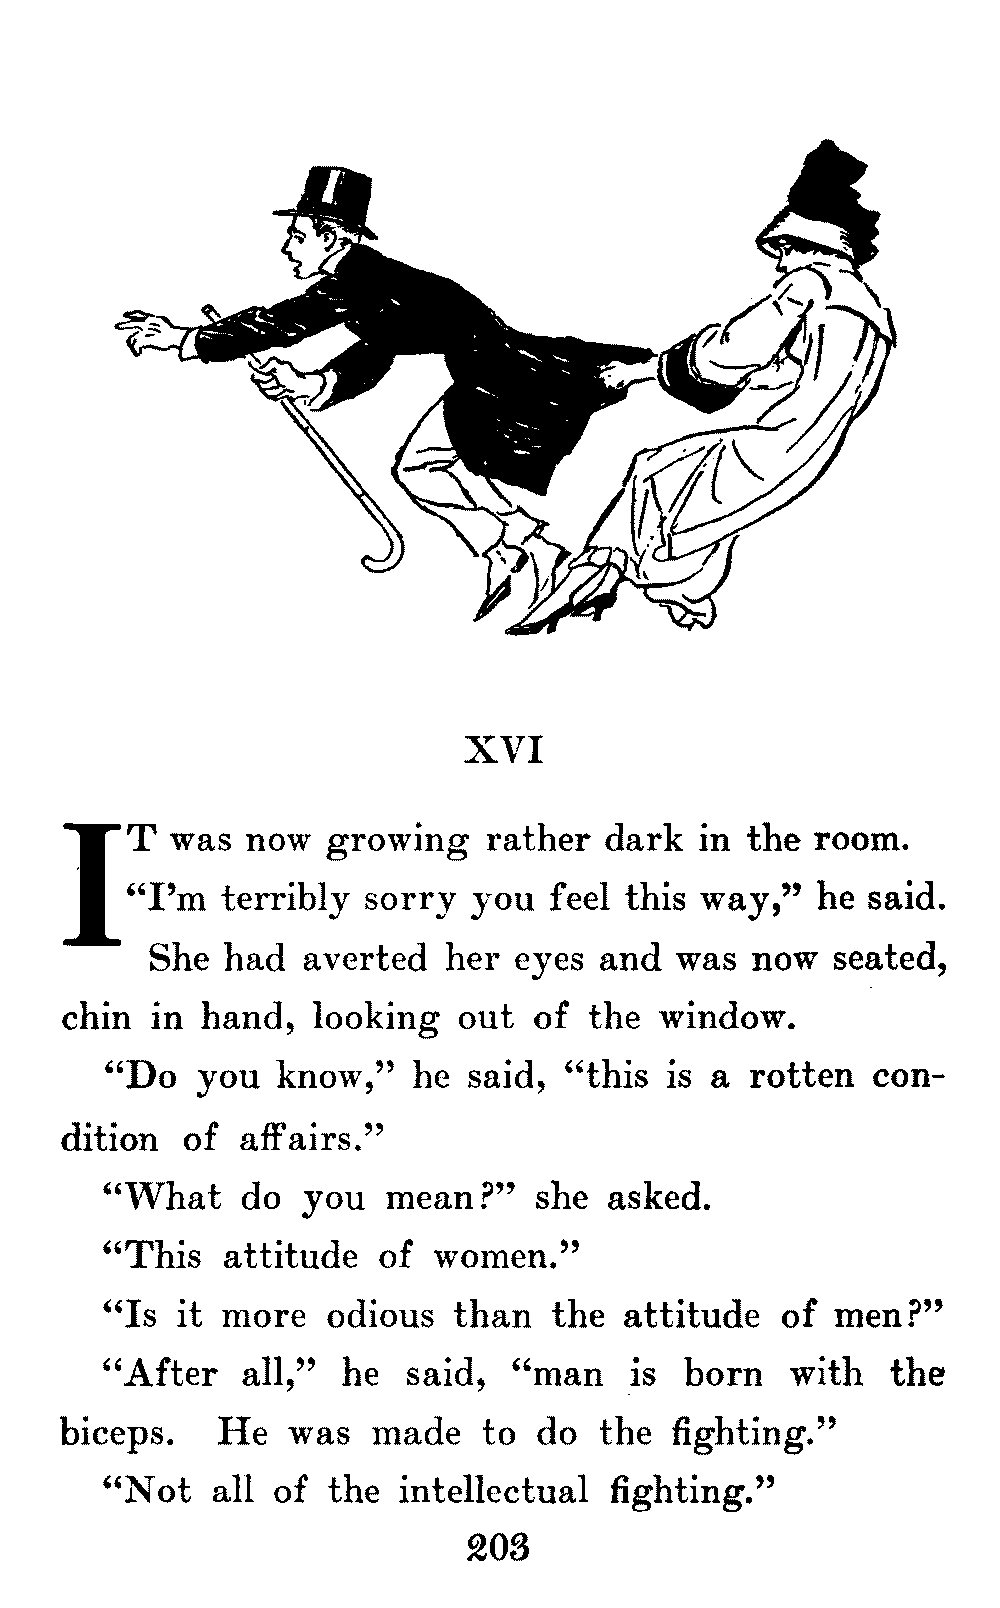 XVI
IT was now growing rather dark in the room.
“I’m terribly sorry you feel this way,” he said.
She had averted her eyes and was now seated,
chin in hand, looking out of the window.
“Do you know,” he said, “this is a rotten con-
dition of affairs.”
“What do you mean?” she asked.
“This attitude of women.”
“Is it more odious than the attitude of men?”
“After all,” he said, “man is born with the
biceps. He was made to do the fighting.”
“Not all of the intellectual fighting.”
203